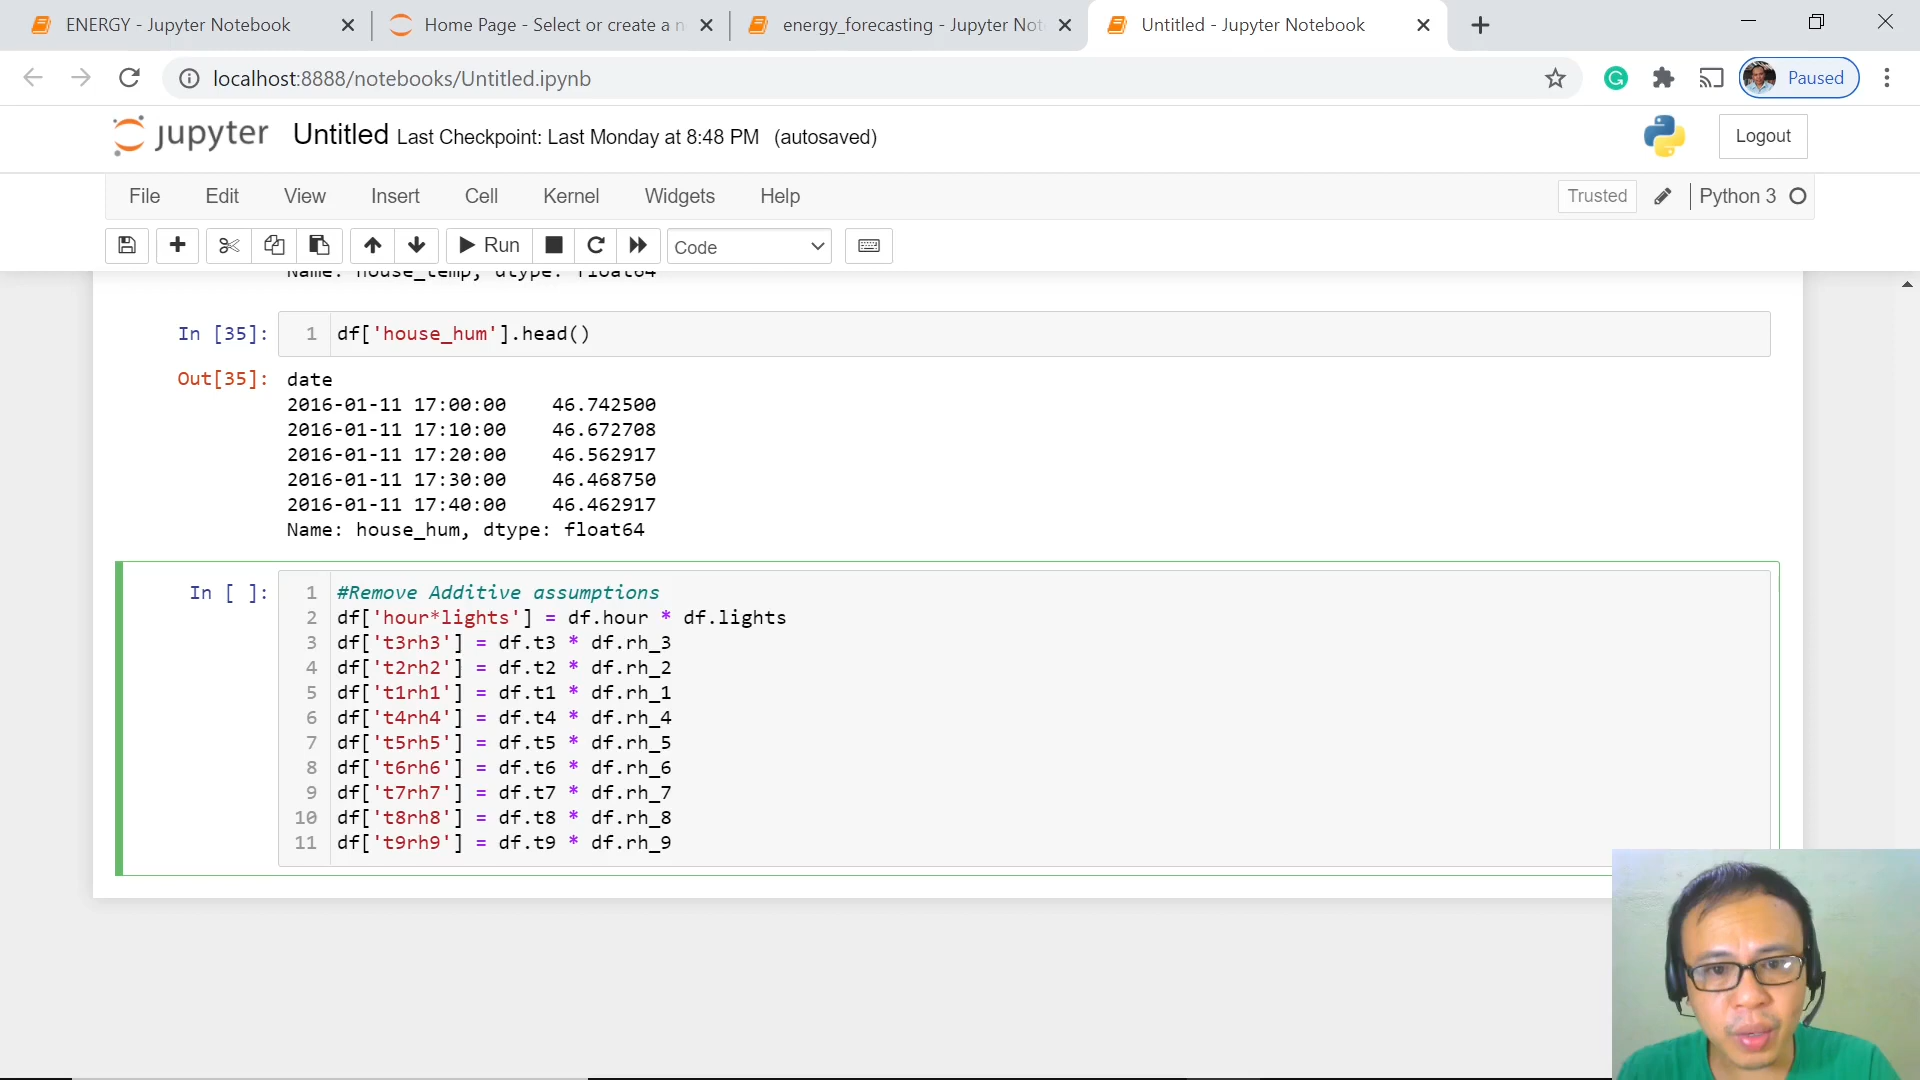 ENERGY - Jupyter Notebook
Home Page - Select or create a n
energy_forecasting - Jupyter Not
Untitled - Jupyter Notebook
localhost:8888/notebooks/Untitled.ipynb
Paused
jupyter Untitled Last Checkpoint: Last Monday at 8:48 PM (autosaved)
Logout
File Edit View Insert Cell Kernel Widgets Help
Trusted
Python 3
Run
Code
Name: house_temp, dtype: float64
In [35]: 1 df['house_hum'].head()
Out[35]: date
2016-01-11 17:00:00 46.742500
2016-01-11 17:10:00 46.672708
2016-01-11 17:20:00 46.562917
2016-01-11 17:30:00 46.468750
2016-01-11 17:40:00 46.462917
Name: house_hum, dtype: float64
In [ ]: 1 #Remove Additive assumptions
2 df['hour*lights'] = df.hour * df.lights
3 df['t3rh3'] = df.t3 * df.rh_3
4 df['t2rh2'] = df.t2 * df.rh_2
5 df['t1rh1'] = df.t1 * df.rh_1
6 df['t4rh4'] = df.t4 * df.rh_4
7 df['t5rh5'] = df.t5 * df.rh_5
8 df['t6rh6'] = df.t6 * df.rh_6
9 df['t7rh7'] = df.t7 * df.rh_7
10 df['t8rh8'] = df.t8 * df.rh_8
11 df['t9rh9'] = df.t9 * df.rh_9